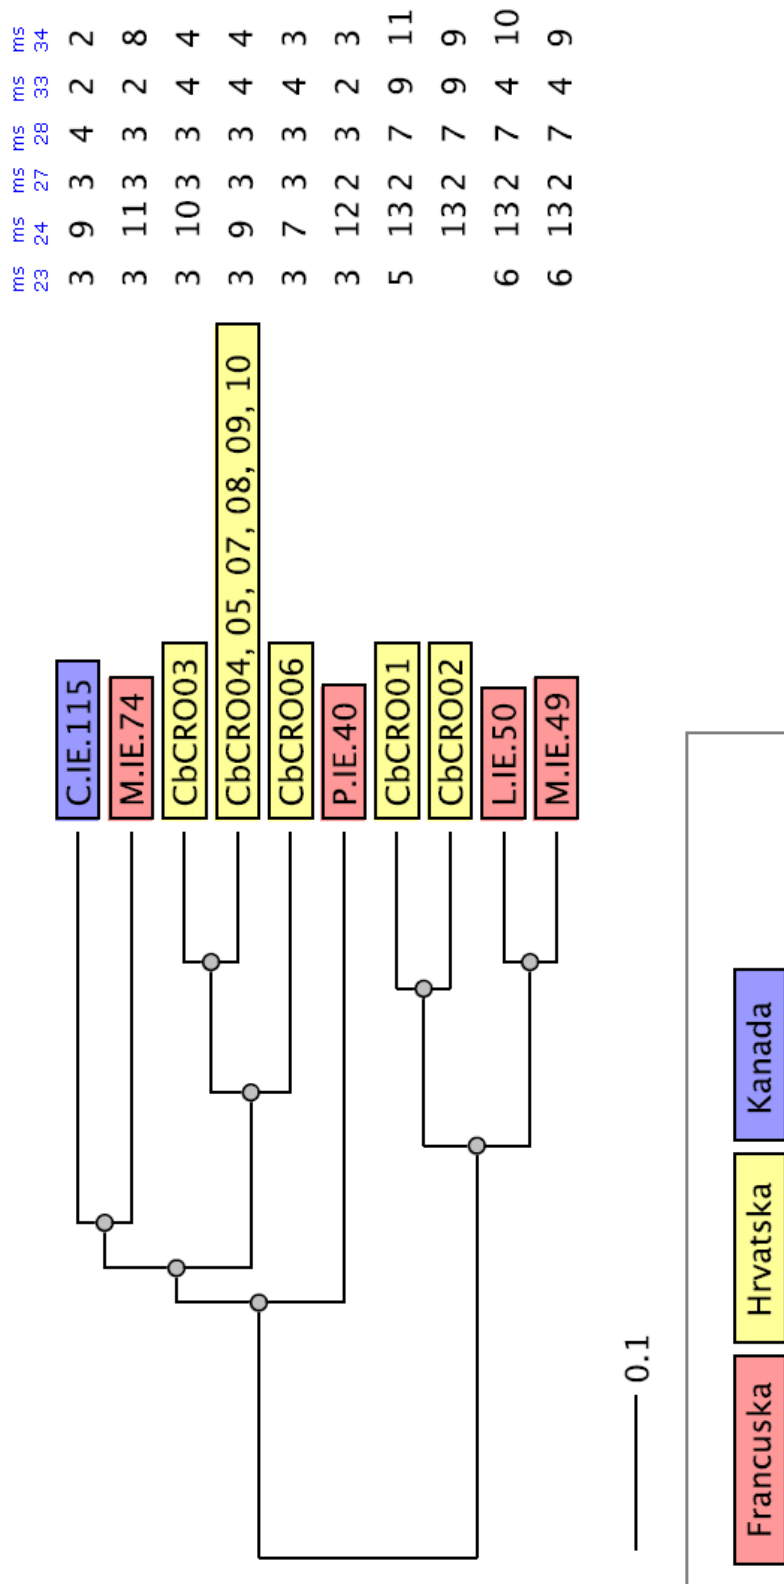 ms ms ms ms ms ms
23 24 27 28 33 34
C.IE.115 3 9 3 4 2 2
M.IE.74 3 11 3 3 2 8
CbCRO03 3 10 3 3 4 4
CbCRO04, 05, 07, 08, 09, 10 3 9 3 3 4 4
CbCRO06 3 7 3 3 4 3
P.IE.40 3 12 2 3 2 3
CbCRO01 5 13 2 7 9 11
CbCRO02 13 2 7 9 9
L.IE.50 6 13 2 7 4 10
M.IE.49 6 13 2 7 4 9
0.1
Francuska Hrvatska Kanada